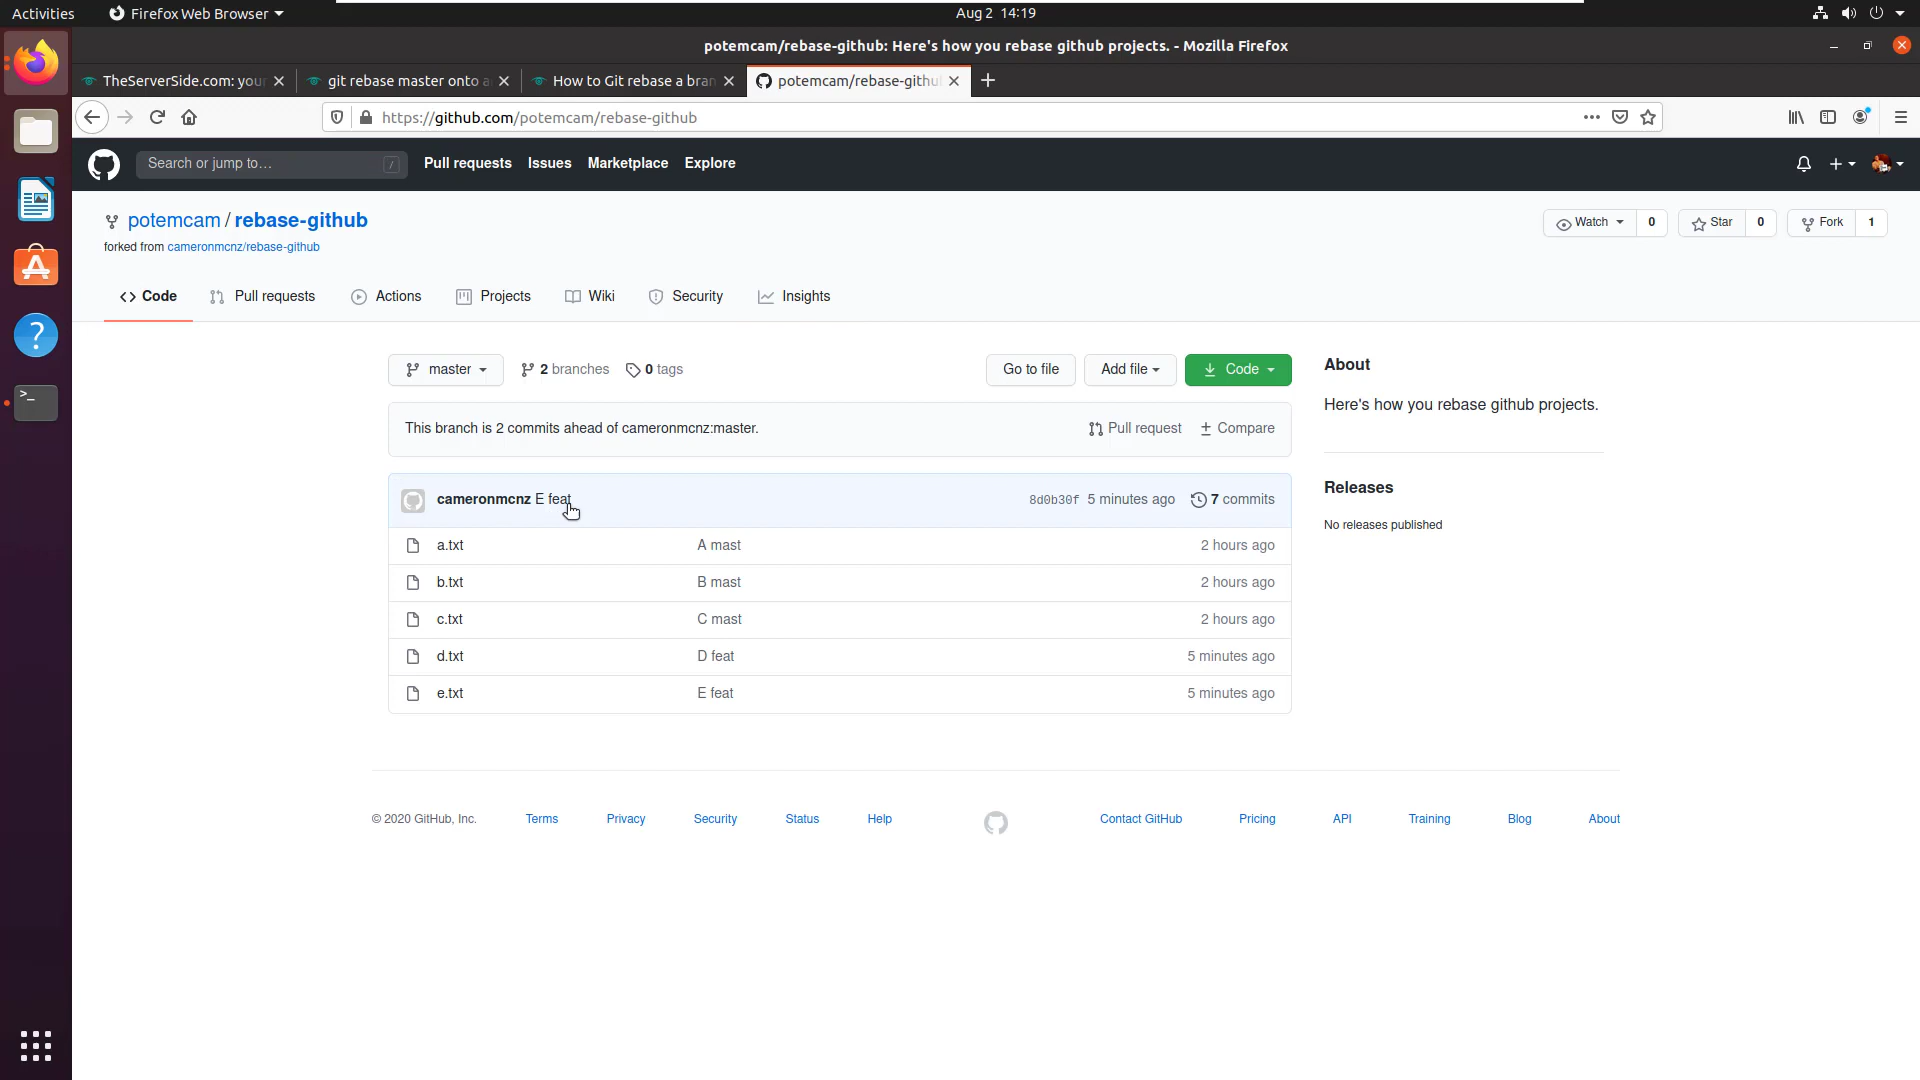 Activities Firefox Web Browser Aug 2 14:19
potemcam/rebase-github: Here's how you rebase github projects. - Mozilla Firefox
TheServerSide.com: your git rebase master onto a How to Git rebase a bran potemcam/rebase-githu
https://github.com/potemcam/rebase-github
Search or jump to… / Pull requests Issues Marketplace Explore
potemcam / rebase-github Watch 0 Star 0 Fork 1
forked from cameronmcnz/rebase-github
Code Pull requests Actions Projects Wiki Security Insights
master 2 branches 0 tags Go to file Add file Code About
Here's how you rebase github projects.
This branch is 2 commits ahead of cameronmcnz:master. Pull request Compare
Releases
cameronmcnz E feat 8d0b30f 5 minutes ago 7 commits
No releases published
a.txt A mast 2 hours ago
b.txt B mast 2 hours ago
c.txt C mast 2 hours ago
d.txt D feat 5 minutes ago
e.txt E feat 5 minutes ago
© 2020 GitHub, Inc. Terms Privacy Security Status Help Contact GitHub Pricing API Training Blog About